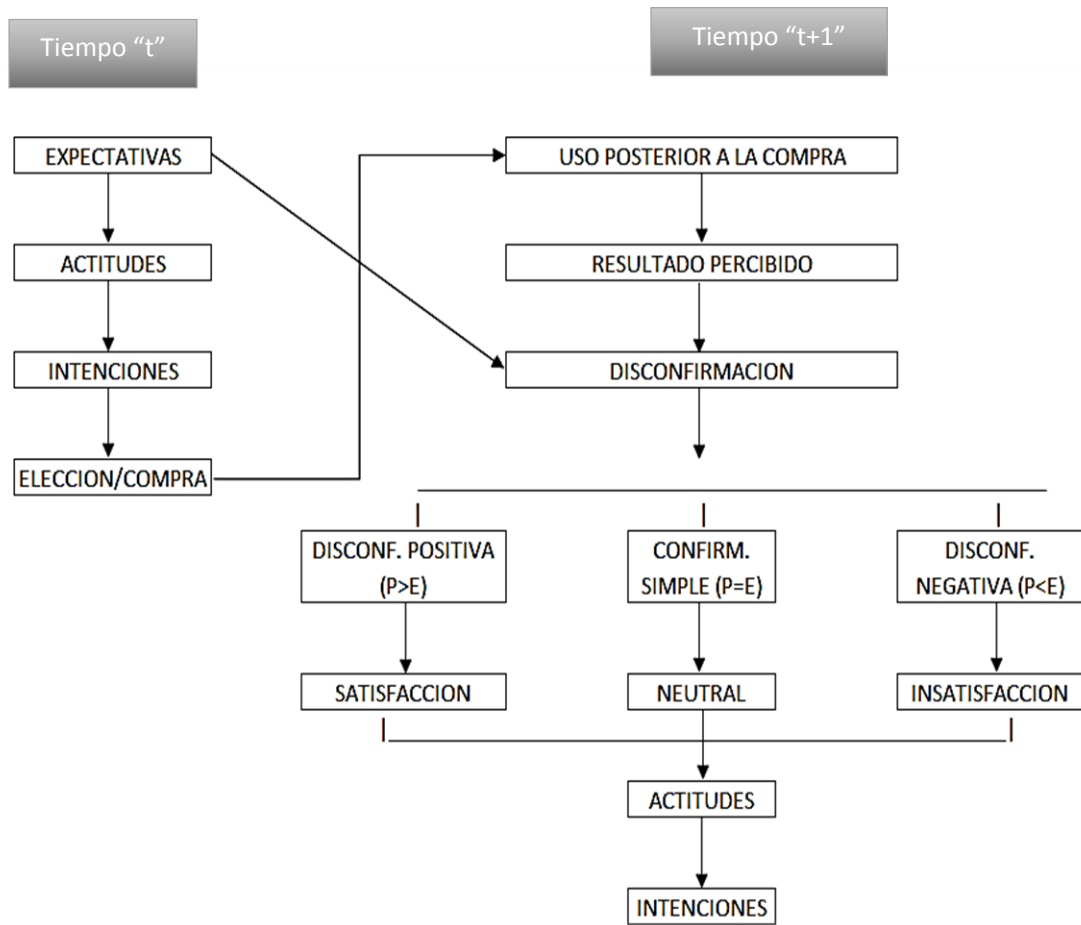 Tiempo “t”
Tiempo “t+1”
EXPECTATIVAS
USO POSTERIOR A LA COMPRA
ACTITUDES
RESULTADO PERCIBIDO
INTENCIONES
DISCONFIRMACION
ELECCION/COMPRA
DISCONF. POSITIVA
(P>E)
CONFIRM.
SIMPLE (P=E)
DISCONF.
NEGATIVA (P<E)
SATISFACCION
NEUTRAL
INSATISFACCION
ACTITUDES
INTENCIONES